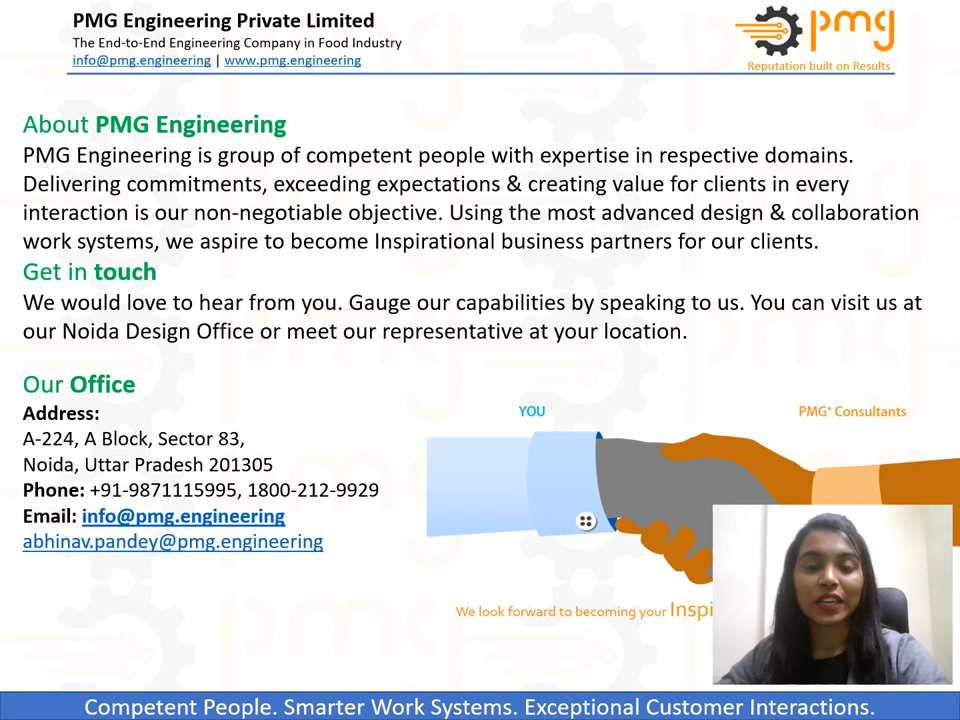 PMG Engineering Private Limited
The End-to-End Engineering Company in Food Industry
info@pmg.engineering | www.pmg.engineering
pmg
Reputation built on Results
About PMG Engineering
PMG Engineering is group of competent people with expertise in respective domains.
Delivering commitments, exceeding expectations & creating value for clients in every
interaction is our non-negotiable objective. Using the most advanced design & collaboration
work systems, we aspire to become Inspirational business partners for our clients.
Get in touch
We would love to hear from you. Gauge our capabilities by speaking to us. You can visit us at
our Noida Design Office or meet our representative at your location.
Our Office
Address:
A-224, A Block, Sector 83,
Noida, Uttar Pradesh 201305
Phone: +91-9871115995, 1800-212-9929
Email: info@pmg.engineering
abhinav.pandey@pmg.engineering
YOU
PMG® Consultants
We look forward to becoming your
Competent People. Smarter Work Systems. Exceptional Customer Interactions.